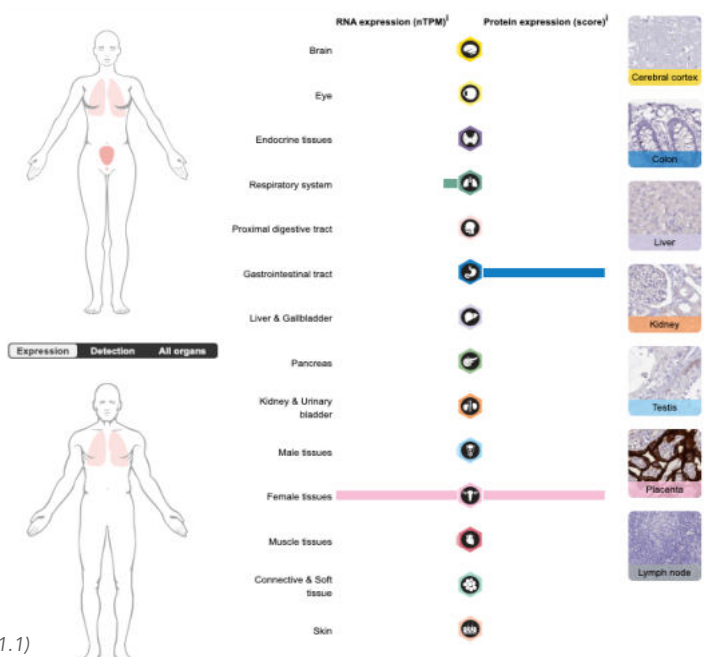 RNA expression (nTPM)i Protein expression (score)i
Brain
Eye
Endocrine tissues
Respiratory system
Proximal digestive tract
Gastrointestinal tract
Liver & Gallbladder
Pancreas
Kidney & Urinary
bladder
Male tissues
Female tissues
Muscle tissues
Connective & Soft
tissue
Skin
Cerebral cortex
Colon
Liver
Kidney
Testis
Placenta
Lymph node
Expression Detection All organs
1.1)